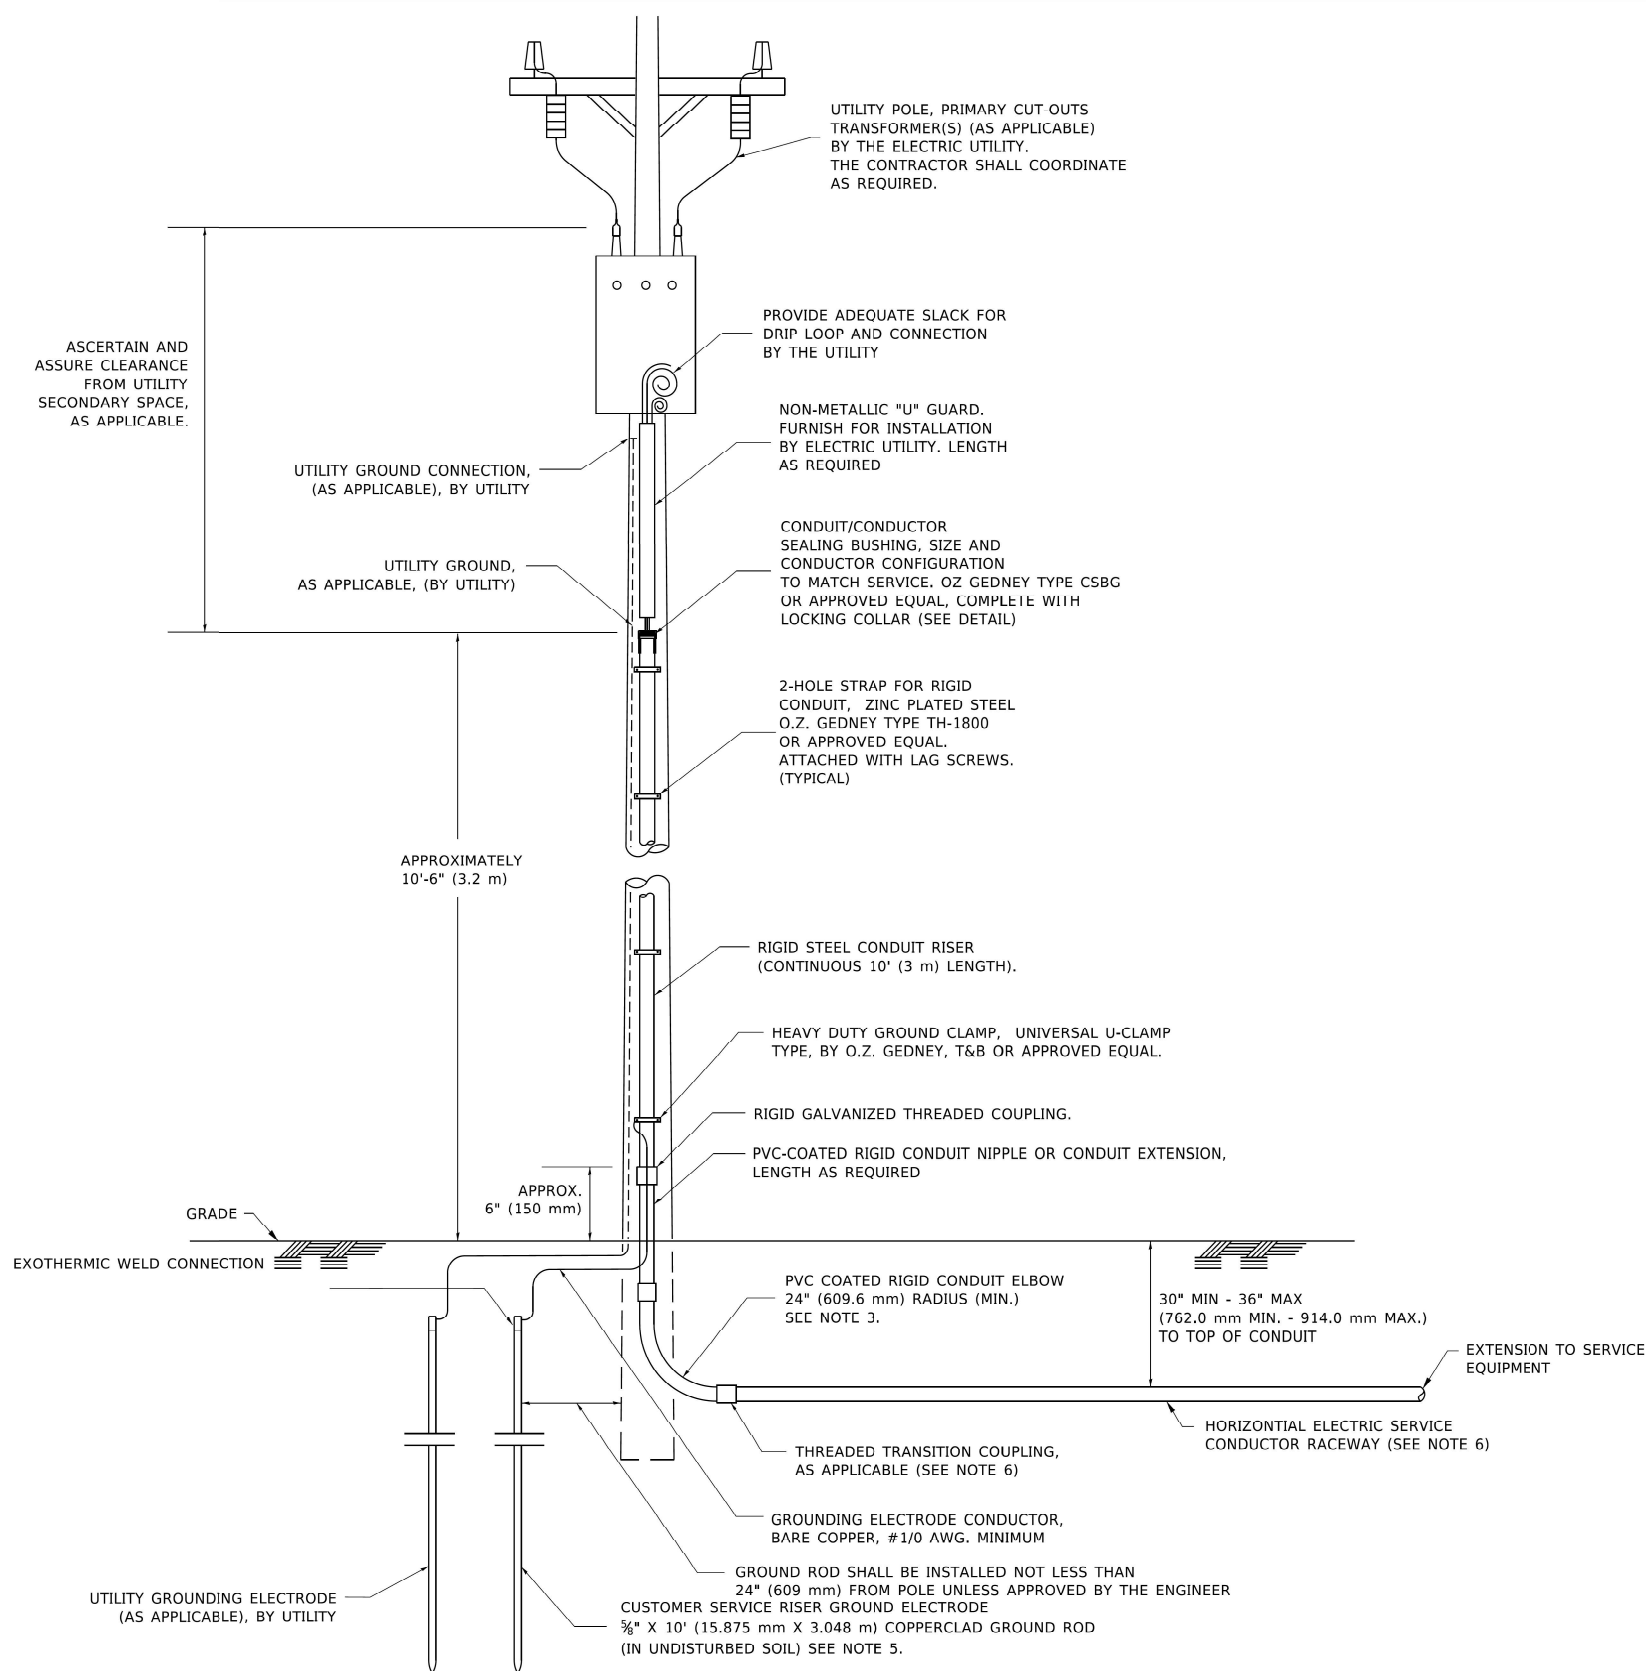 UTILITY POLE, PRIMARY CUT-OUTS
TRANSFORMER(S) (AS APPLICABLE)
BY THE ELECTRIC UTILITY.
THE CONTRACTOR SHALL COORDINATE
AS REQUIRED.
PROVIDE ADEQUATE SLACK FOR
DRIP LOOP AND CONNECTION
BY THE UTILITY
ASCERTAIN AND
ASSURE CLEARANCE
FROM UTILITY
SECONDARY SPACE,
AS APPLICABLE.
NON-METALLIC "U" GUARD.
FURNISH FOR INSTALLATION
BY ELECTRIC UTILITY. LENGTH
AS REQUIRED
UTILITY GROUND CONNECTION,
(AS APPLICABLE), BY UTILITY
CONDUIT/CONDUCTOR
SEALING BUSHING, SIZE AND
CONDUCTOR CONFIGURATION
TO MATCH SERVICE. OZ GEDNEY TYPE CSBG
OR APPROVED EQUAL, COMPLETE WITH
LOCKING COLLAR (SEE DETAIL)
UTILITY GROUND,
AS APPLICABLE, (BY UTILITY)
2-HOLE STRAP FOR RIGID
CONDUIT, ZINC PLATED STEEL
O.Z. GEDNEY TYPE TH-1800
OR APPROVED EQUAL.
ATTACHED WITH LAG SCREWS.
(TYPICAL)
APPROXIMATELY
10'-6" (3.2 m)
RIGID STEEL CONDUIT RISER
(CONTINUOUS 10' (3 m) LENGTH).
HEAVY DUTY GROUND CLAMP, UNIVERSAL U-CLAMP
TYPE, BY O.Z. GEDNEY, T&B OR APPROVED EQUAL.
RIGID GALVANIZED THREADED COUPLING.
PVC-COATED RIGID CONDUIT NIPPLE OR CONDUIT EXTENSION,
LENGTH AS REQUIRED
APPROX.
6" (150 mm)
GRADE
EXOTHERMIC WELD CONNECTION
PVC COATED RIGID CONDUIT ELBOW
24" (609.6 mm) RADIUS (MIN.)
SEE NOTE 3.
30" MIN - 36" MAX
(762.0 mm MIN. - 914.0 mm MAX.)
TO TOP OF CONDUIT
EXTENSION TO SERVICE
EQUIPMENT
HORIZONTIAL ELECTRIC SERVICE
CONDUCTOR RACEWAY (SEE NOTE 6)
THREADED TRANSITION COUPLING,
AS APPLICABLE (SEE NOTE 6)
GROUNDING ELECTRODE CONDUCTOR,
BARE COPPER, #1/0 AWG. MINIMUM
GROUND ROD SHALL BE INSTALLED NOT LESS THAN
24" (609 mm) FROM POLE UNLESS APPROVED BY THE ENGINEER
UTILITY GROUNDING ELECTRODE
(AS APPLICABLE), BY UTILITY
CUSTOMER SERVICE RISER GROUND ELECTRODE
⅝" X 10' (15.875 mm X 3.048 m) COPPERCLAD GROUND ROD
(IN UNDISTURBED SOIL) SEE NOTE 5.